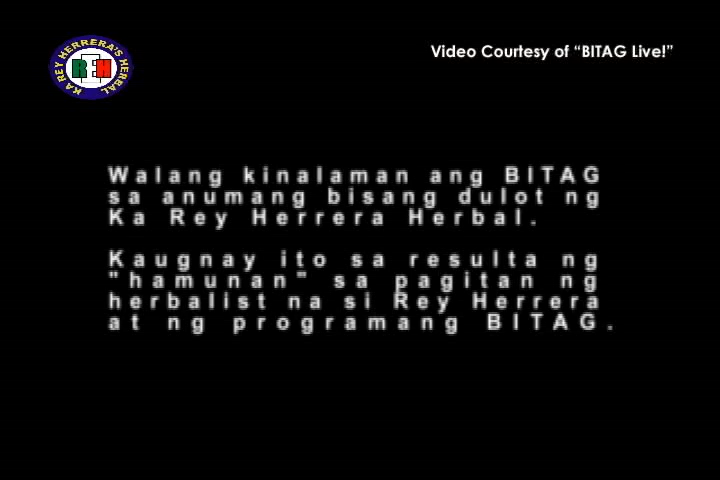 KA REY HERRERA'S HERBAL
REH
Video Courtesy of “BITAG Live!”
Walang kinalaman ang BITAG
sa anumang bisang dulot ng
Ka Rey Herrera Herbal.
Kaugnay ito sa resulta ng
"hamunan" sa pagitan ng
herbalist na si Rey Herrera
at ng programang BITAG.